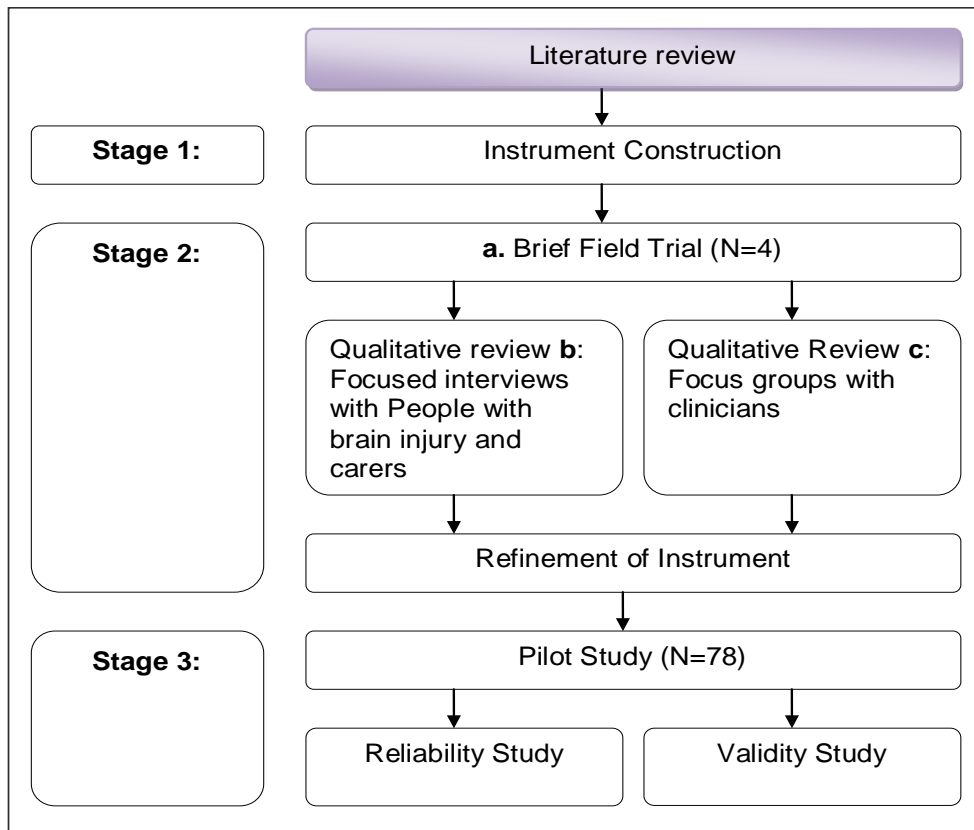 Literature review
Stage 1:
Instrument Construction
Stage 2:
a. Brief Field Trial (N=4)
Qualitative review b:
Focused interviews
with People with
brain injury and
carers
Qualitative Review c:
Focus groups with
clinicians
Refinement of Instrument
Stage 3:
Pilot Study (N=78)
Reliability Study
Validity Study